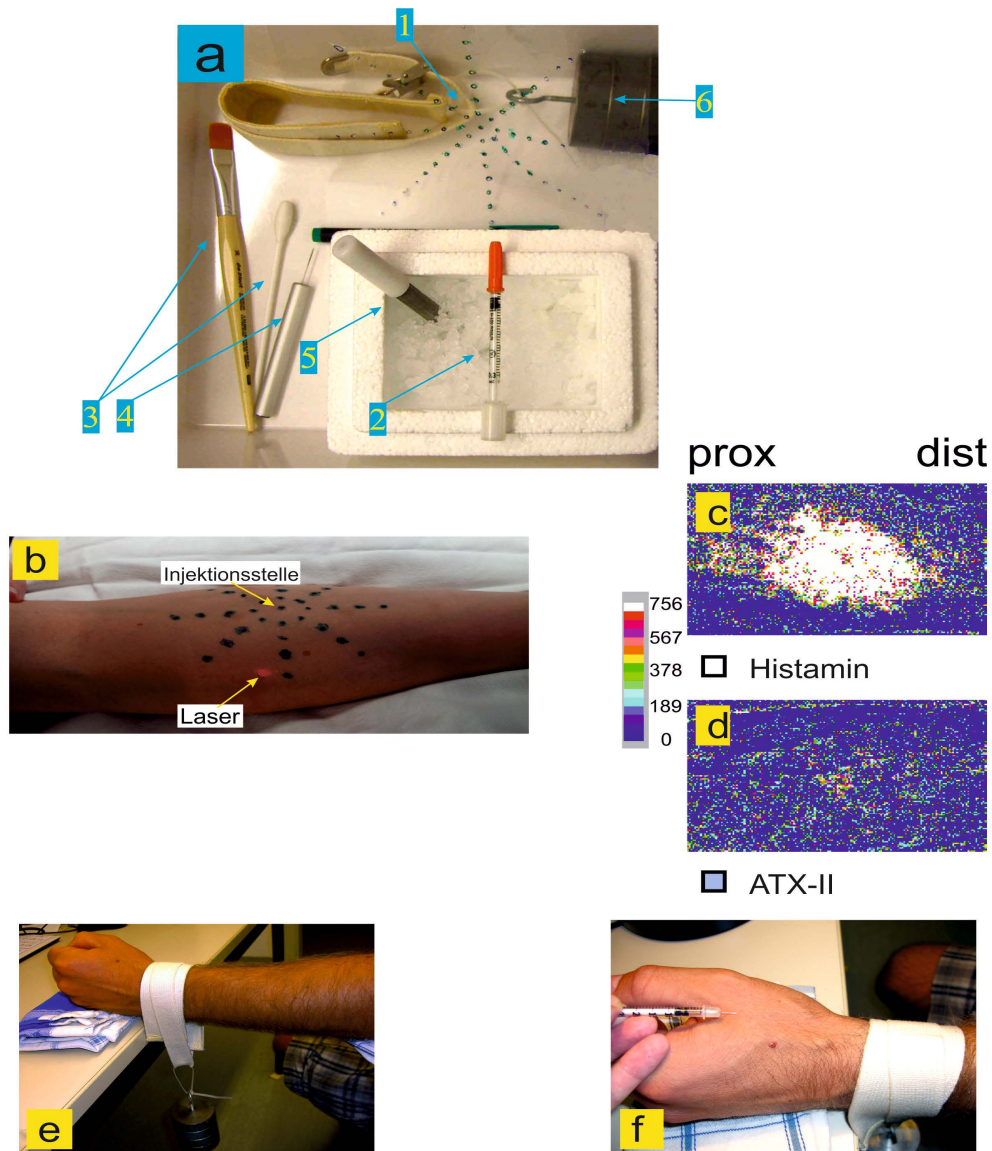 a
1
6
5
2
3 4
prox dist
c
b
Injektionsstelle
Laser
756
567
378
189
0
Histamin
d
ATX-II
e
f